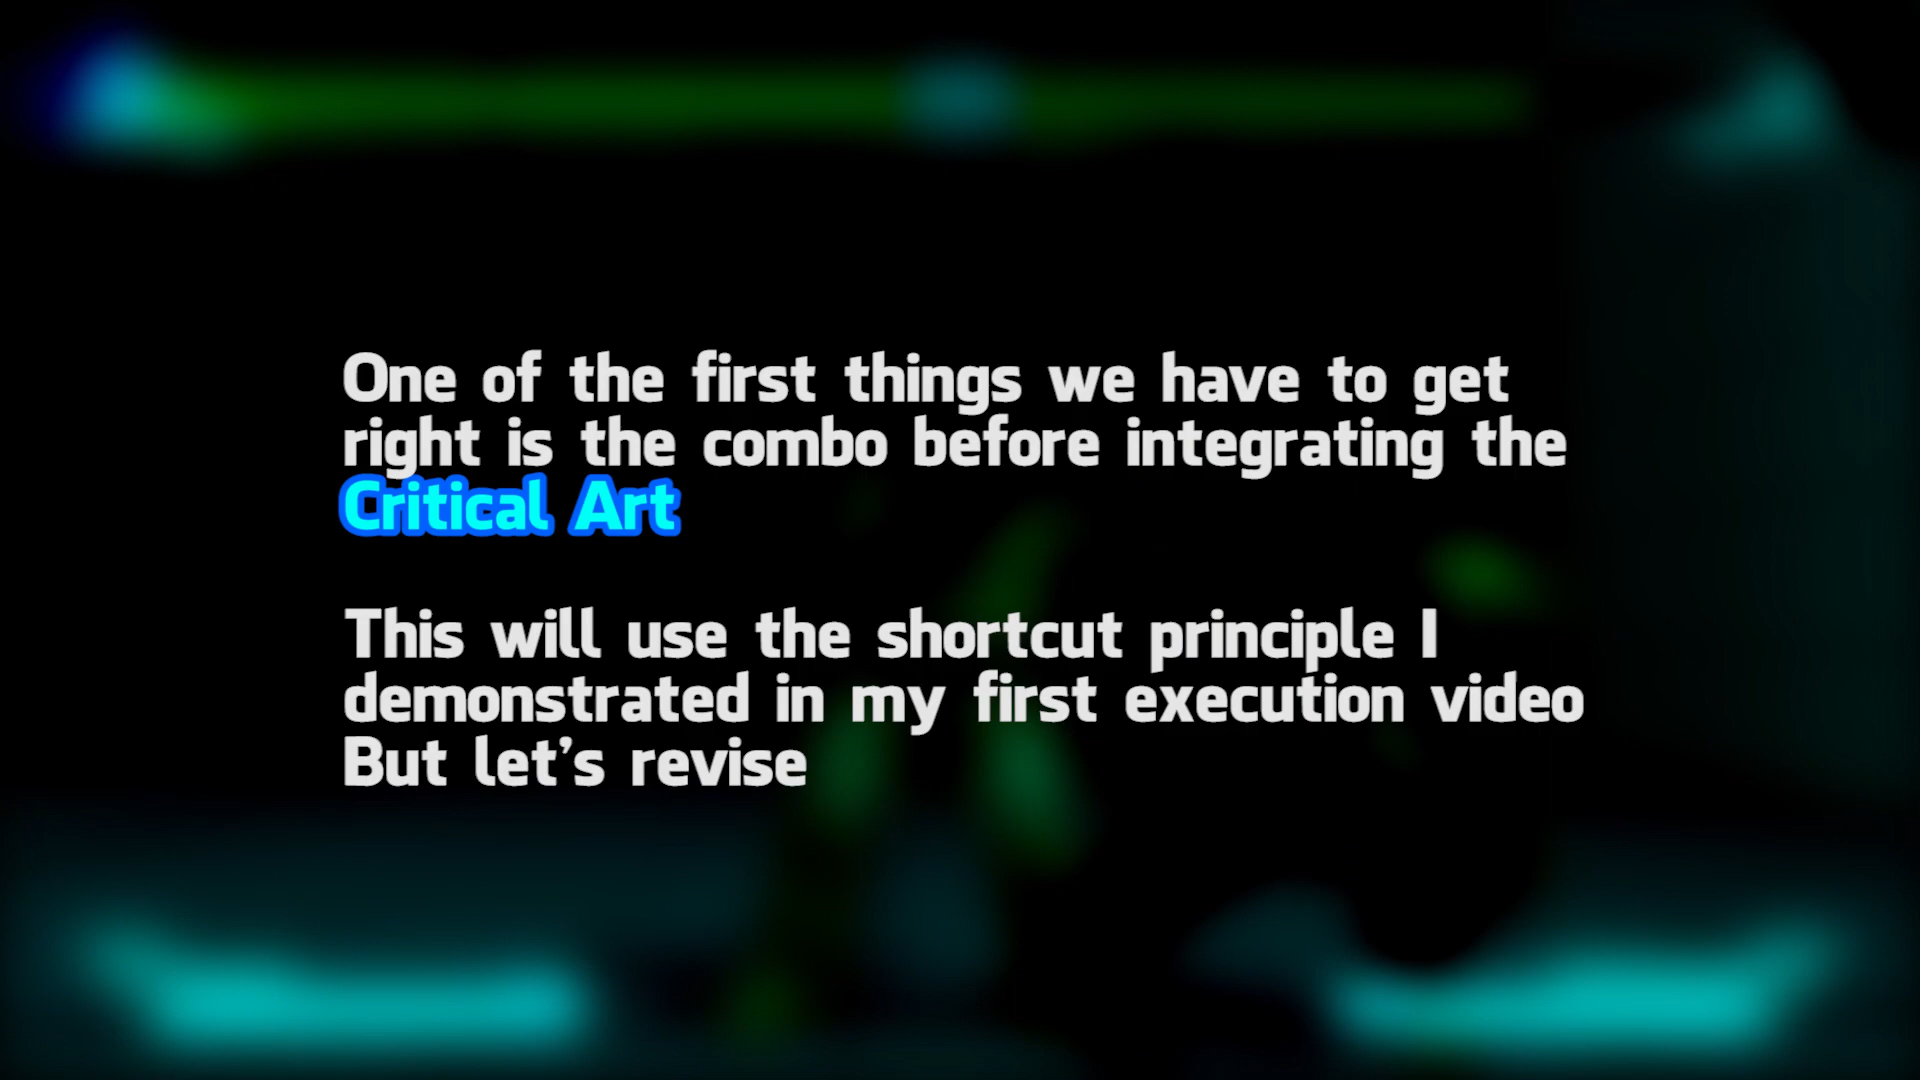 One of the first things we have to get
right is the combo before integrating the
Critical Art
This will use the shortcut principle I
demonstrated in my first execution video
But let’s revise